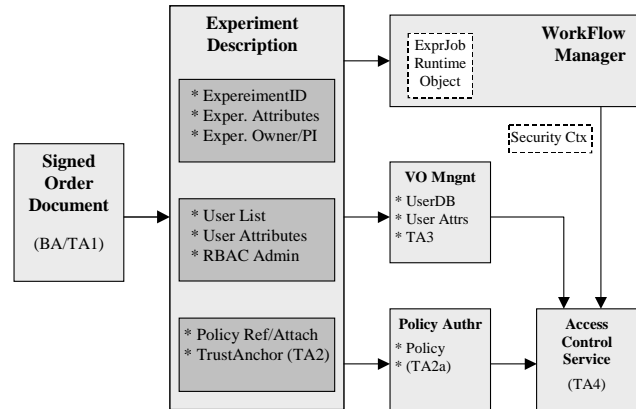 Experiment
Description
* ExpereimentID
* Exper. Attributes
* Exper. Owner/PI
* User List
* User Attributes
* RBAC Admin
* Policy Ref/Attach
* TrustAnchor (TA2)
Signed
Order
Document
(BA/TA1)
WorkFlow
Manager
ExprJob
Runtime
Object
Security Ctx
VO Mngnt
* UserDB
* User Attrs
* TA3
Policy Authr
* Policy
* (TA2a)
Access
Control
Service
(TA4)